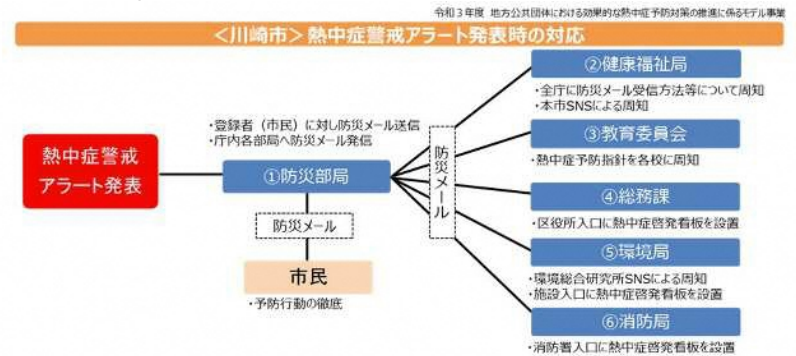 令和3年度 地方公共団体における効果的な熱中症予防対策の推進に係るモデル事業
＜川崎市＞熱中症警戒アラート発表時の対応
熱中症警戒
アラート発表
・登録者（市民）に対し防災メール送信
・庁内各部局へ防災メール発信
①防災部局
防災メール
市民
・予防行動の徹底
防災メール
②健康福祉局
・全庁に防災メール受信方法等について周知
・本市SNSによる周知
③教育委員会
・熱中症予防指針を各校に周知
④総務課
・区役所入口に熱中症啓発看板を設置
⑤環境局
・環境総合研究所SNSによる周知
・施設入口に熱中症啓発看板を設置
⑥消防局
・消防署入口に熱中症啓発看板を設置